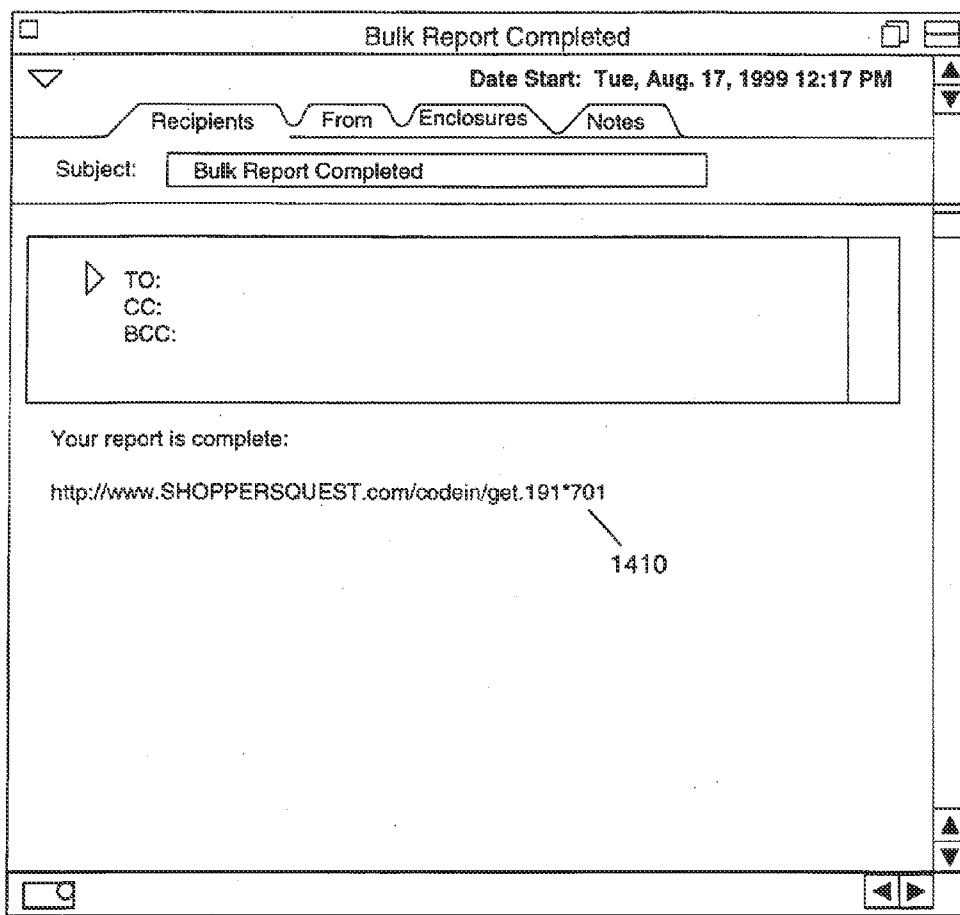 Bulk Report Completed
Date Start: Tue, Aug. 17, 1999 12:17 PM
Recipients From Enclosures Notes
Subject: Bulk Report Completed
TO:
CC:
BCC:
Your report is complete:
http://www.SHOPPERSQUEST.com/codein/get.191*701
1410